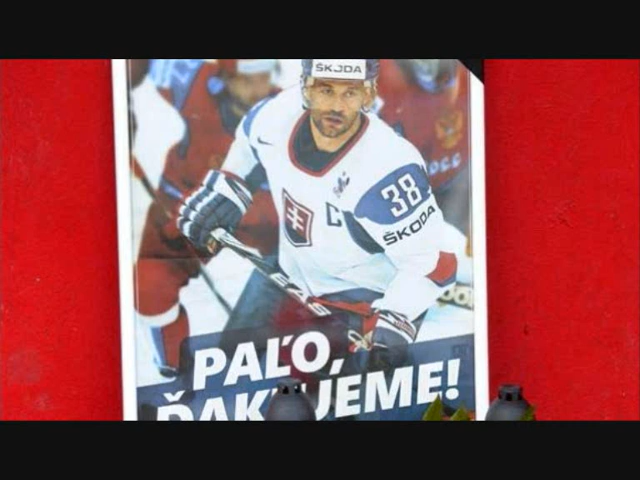 ŠKODA
38
C
ŠKODA
PAĽO,
ĎAKUJEME!